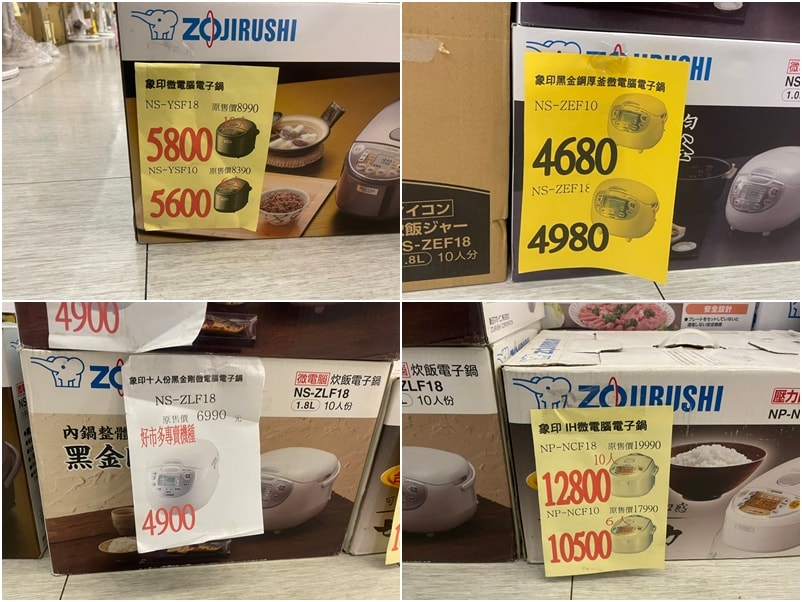 ZOJIRUSHI
象印微電腦電子鍋
NS-YSF18 原售價8990
5800
NS-YSF10 原售價8390
5600
象印黑金鋼厚釜微電腦電子鍋
NS-ZEF10
4680
NS-ZEF18
4980
イコン
炊飯ジャー
S-ZEF18
.8L 10人分
4900
象印十人份黑金剛微電腦電子鍋
NS-ZLF18
原售價 6990 元
好市多專賣機種
4900
微電腦 炊飯電子鍋
NS-ZLF18
1.8L 10人份
內鍋整體
黑金
子鍋
ZLF18
10人份
安全設計
ZOJIRUSHI
壓力
NP-N
象印 IH微電腦電子鍋
NP-NCF18 原售價19990
10人
12800
NP-NCF10 原售價17990
6人
10500